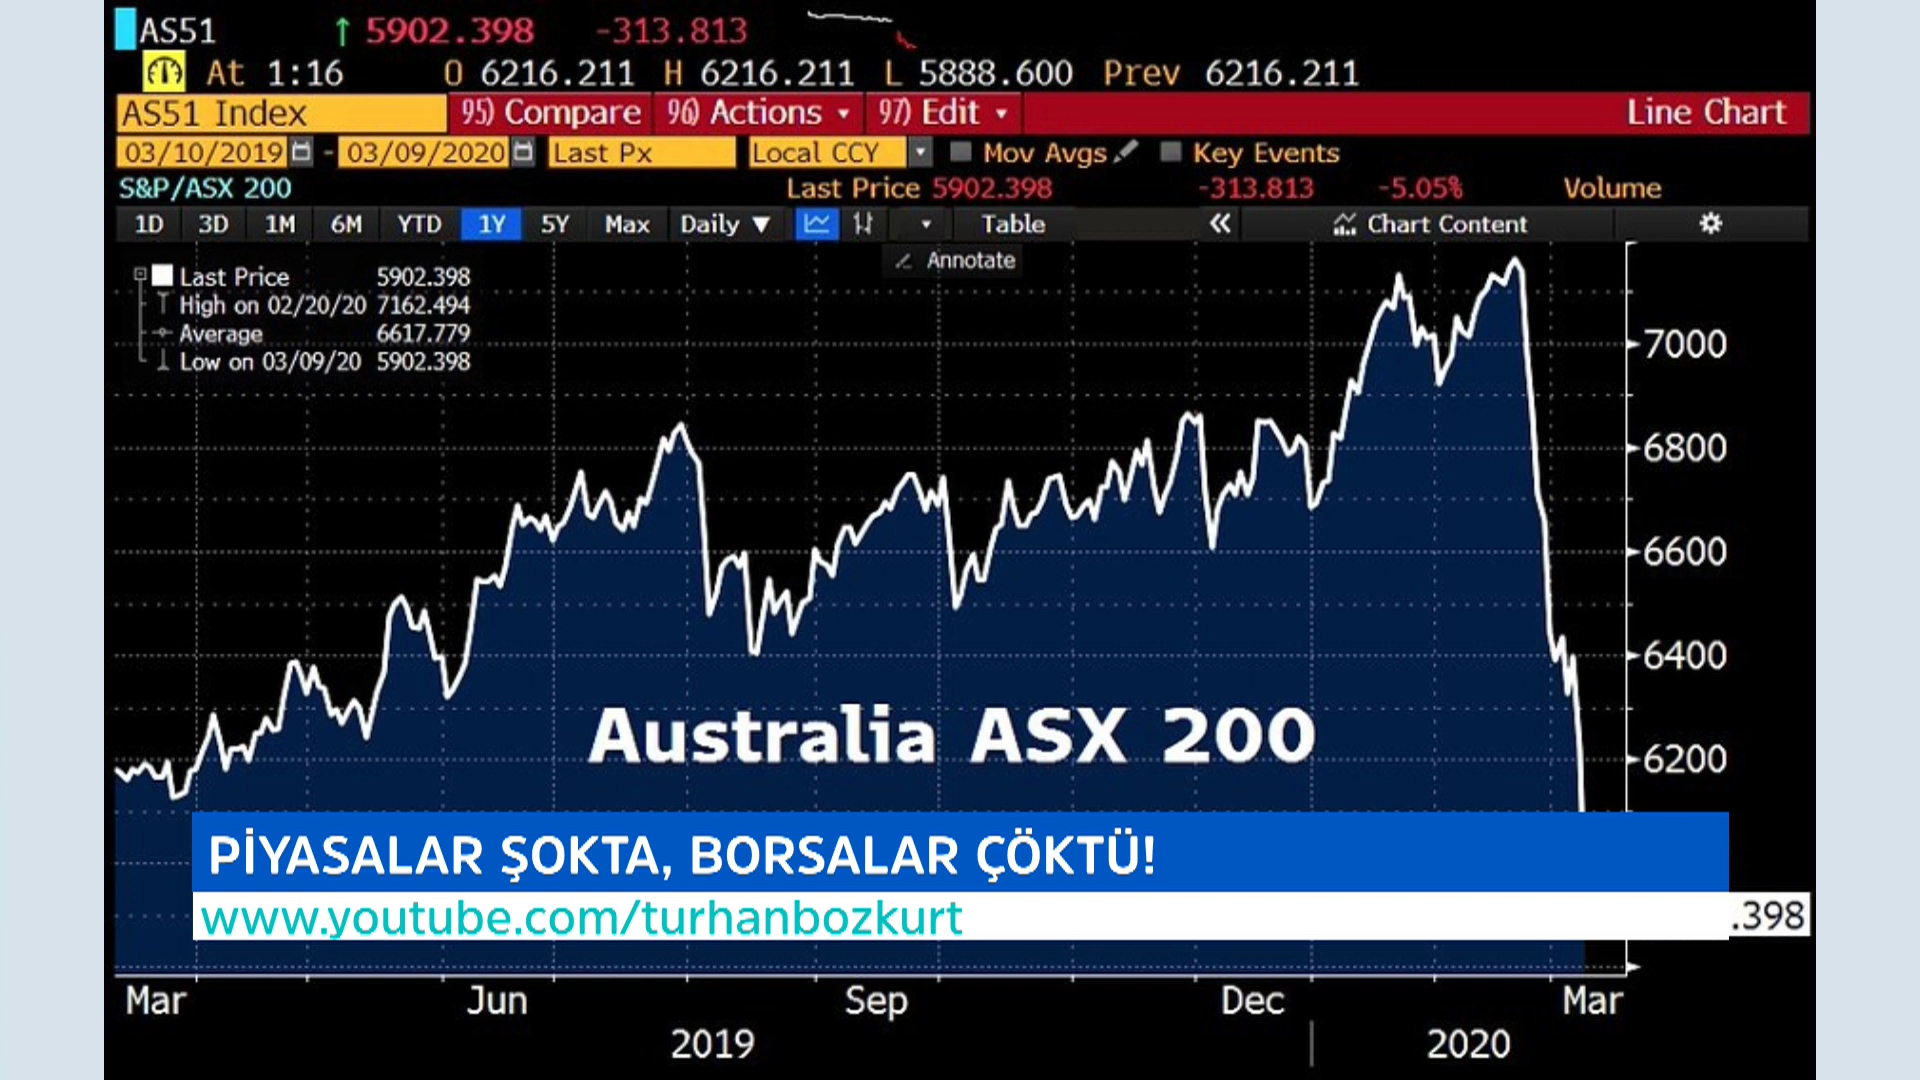 AS51 ↑ 5902.398 -313.813
At 1:16 O 6216.211 H 6216.211 L 5888.600 Prev 6216.211
AS51 Index 95) Compare 96) Actions 97) Edit Line Chart
03/10/2019 - 03/09/2020 Last Px Local CCY Mov Avgs Key Events
S&P/ASX 200 Last Price 5902.398 -313.813 -5.05% Volume
1D 3D 1M 6M YTD 1Y 5Y Max Daily ▼ Table « Chart Content
Annotate
Last Price 5902.398
High on 02/20/20 7162.494
Average 6617.779
Low on 03/09/20 5902.398
7000
6800
6600
6400
6200
Australia ASX 200
PİYASALAR ŞOKTA, BORSALAR ÇÖKTÜ!
www.youtube.com/turhanbozkurt
.398
Mar Jun Sep Dec Mar
2019 2020